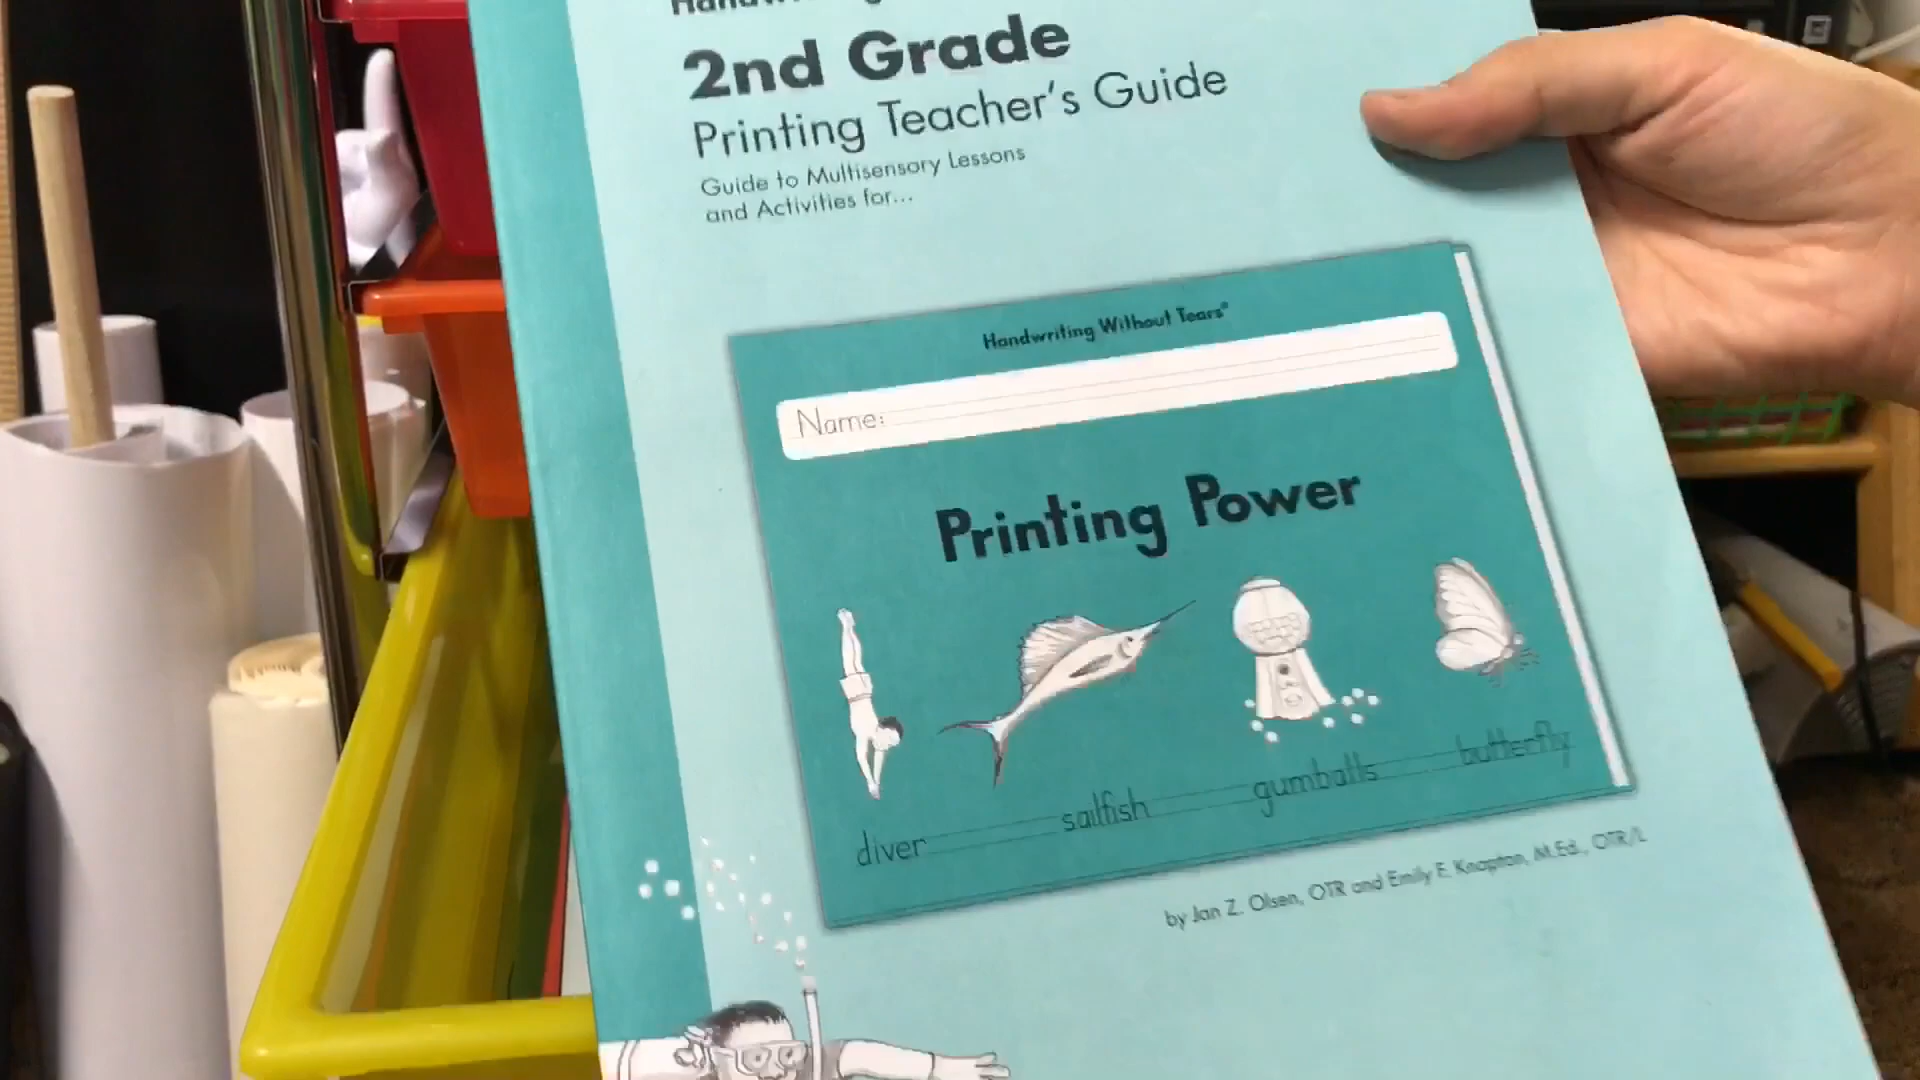 2nd Grade
Printing Teacher's Guide
Guide to Multisensory Lessons
and Activities for...
Handwriting Without Tears®
Name:
Printing Power
diver sailfish gumballs butterfly
by Jan Z. Olsen, OTR and Emily F. Knapton, M.Ed., OTR/L